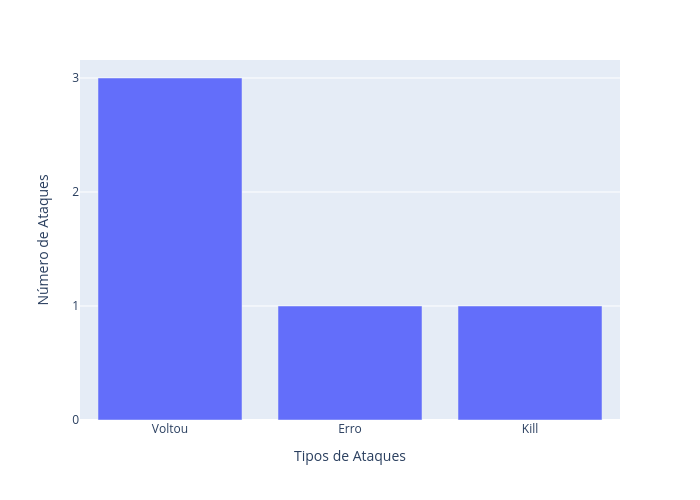 Número de Ataques
3
2
1
0
Voltou
Erro
Kill
Tipos de Ataques